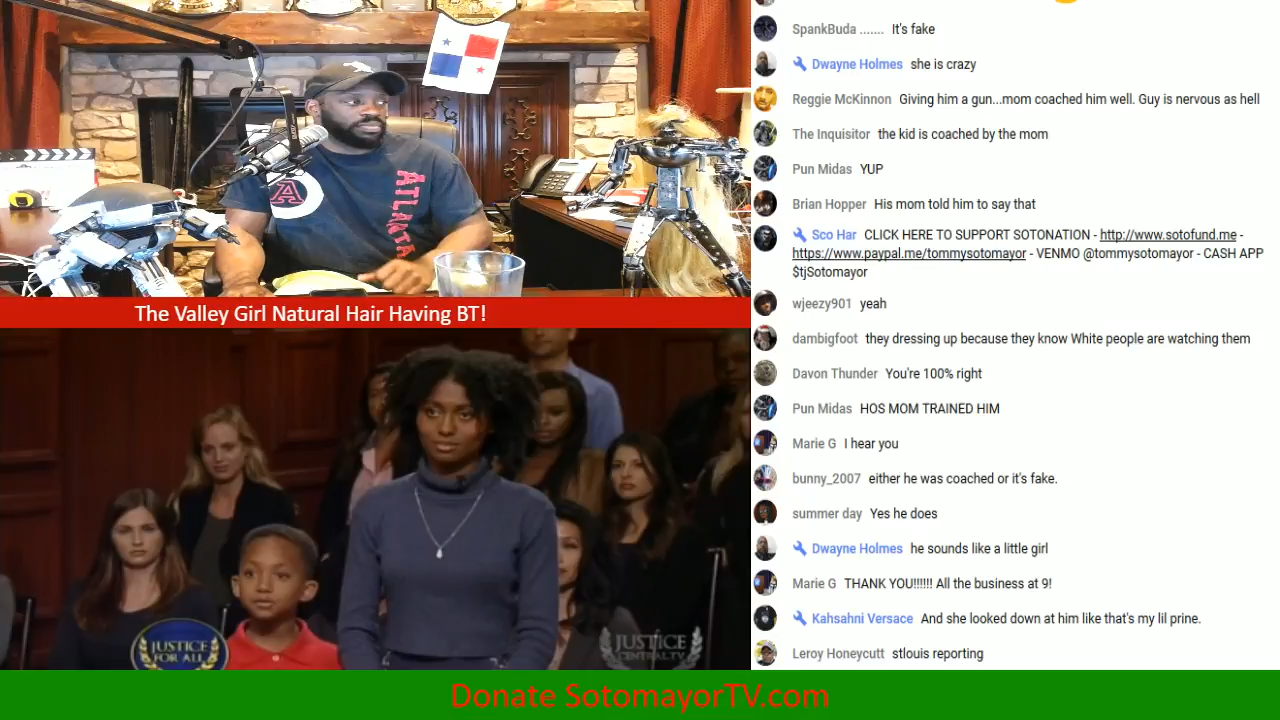 A
ATLANTA
The Valley Girl Natural Hair Having BT!
JUSTICE
FOR ALL
JUSTICE
CENTRAL.TV
SpankBuda ....... It's fake
Dwayne Holmes she is crazy
Reggie McKinnon Giving him a gun...mom coached him well. Guy is nervous as hell
The Inquisitor the kid is coached by the mom
Pun Midas YUP
Brian Hopper His mom told him to say that
Sco Har CLICK HERE TO SUPPORT SOTONATION - http://www.sotofund.me -
https://www.paypal.me/tommysotomayor - VENMO @tommysotomayor - CASH APP
$tjSotomayor
wjeezy901 yeah
dambigfoot they dressing up because they know White people are watching them
Davon Thunder You're 100% right
Pun Midas HOS MOM TRAINED HIM
Marie G I hear you
bunny_2007 either he was coached or it's fake.
summer day Yes he does
Dwayne Holmes he sounds like a little girl
Marie G THANK YOU!!!!!! All the business at 9!
Kahsahni Versace And she looked down at him like that's my lil prine.
Leroy Honeycutt stlouis reporting
Donate SotomayorTV.com